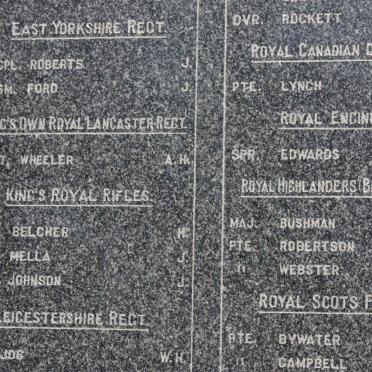 EAST YORKSHIRE REGT.
CPL. ROBERTS J.
SM. FORD J.
G'S OWN ROYAL LANCASTER REGT.
WHEELER A.H.
KING'S ROYAL RIFLES.
BELCHER H.
MELLA J.
JOHNSON J.
LEICESTERSHIRE REGT.
W.H.
DVR. ROCKETT
ROYAL CANADIAN
PTE. LYNCH
ROYAL ENGIN
SPR. EDWARDS
ROYAL HIGHLANDERS (B
MAJ. BUSHMAN
PTE. ROBERTSON
" WEBSTER
ROYAL SCOTS F
PTE. BYWATER
" CAMPBELL